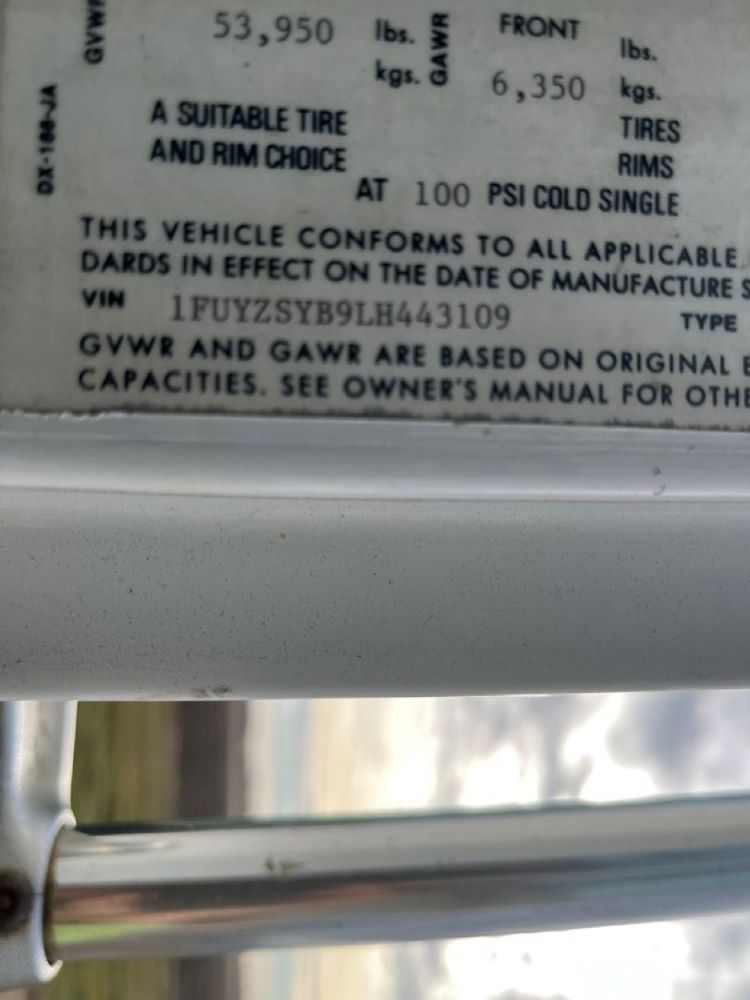 GVWR 53,950 lbs. GAWR FRONT lbs.
kgs. 6,350 kgs.
DX-188-JA
A SUITABLE TIRE TIRES
AND RIM CHOICE RIMS
AT 100 PSI COLD SINGLE
THIS VEHICLE CONFORMS TO ALL APPLICABLE
DARDS IN EFFECT ON THE DATE OF MANUFACTURE S
VIN 1FUYZSYB9LH443109 TYPE
GVWR AND GAWR ARE BASED ON ORIGINAL E
CAPACITIES. SEE OWNER'S MANUAL FOR OTHE